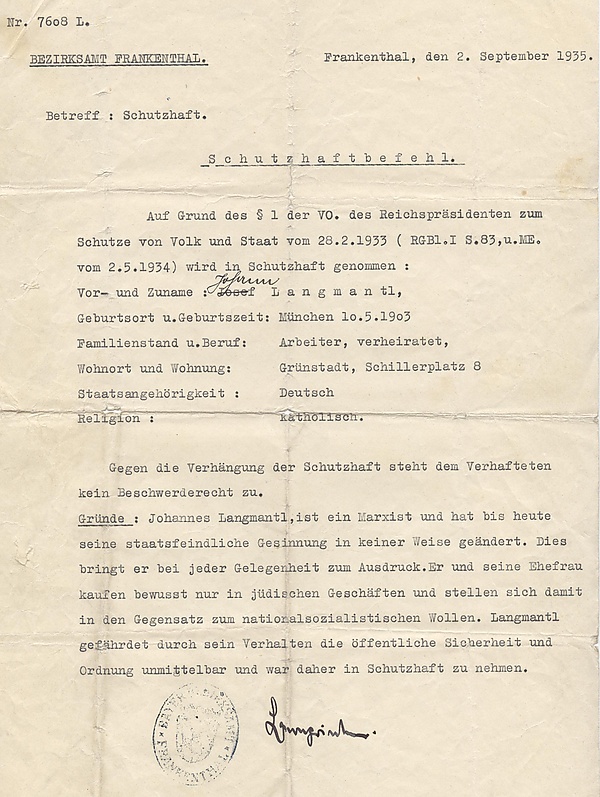 Nr. 7608 L.
BEZIRKSAMT FRANKENTHAL.
Frankenthal, den 2. September 1935.
Betreff : Schutzhaft.
Schutzhaftbefehl.
Auf Grund des § 1 der VO. des Reichspräsidenten zum
Schutze von Volk und Staat vom 28.2.1933 ( RGBl.I S.83,u.ME.
vom 2.5.1934) wird in Schutzhaft genommen :
Johann
Vor- und Zuname : Josef Langmantl,
Geburtsort u.Geburtszeit: München 1o.5.19o3
Familienstand u.Beruf: Arbeiter, verheiratet,
Wohnort und Wohnung: Grünstadt, Schillerplatz 8
Staatsangehörigkeit : Deutsch
Religion : katholisch.
Gegen die Verhängung der Schutzhaft steht dem Verhafteten
kein Beschwerderecht zu.
Gründe : Johannes Langmantl,ist ein Marxist und hat bis heute
seine staatsfeindliche Gesinnung in keiner Weise geändert. Dies
bringt er bei jeder Gelegenheit zum Ausdruck.Er und seine Ehefrau
kaufen bewusst nur in jüdischen Geschäften und stellen sich damit
in den Gegensatz zum nationalsozialistischen Wollen. Langmantl
gefährdet durch sein Verhalten die öffentliche Sicherheit und
Ordnung unmittelbar und war daher in Schutzhaft zu nehmen.
FRANKENTHAL